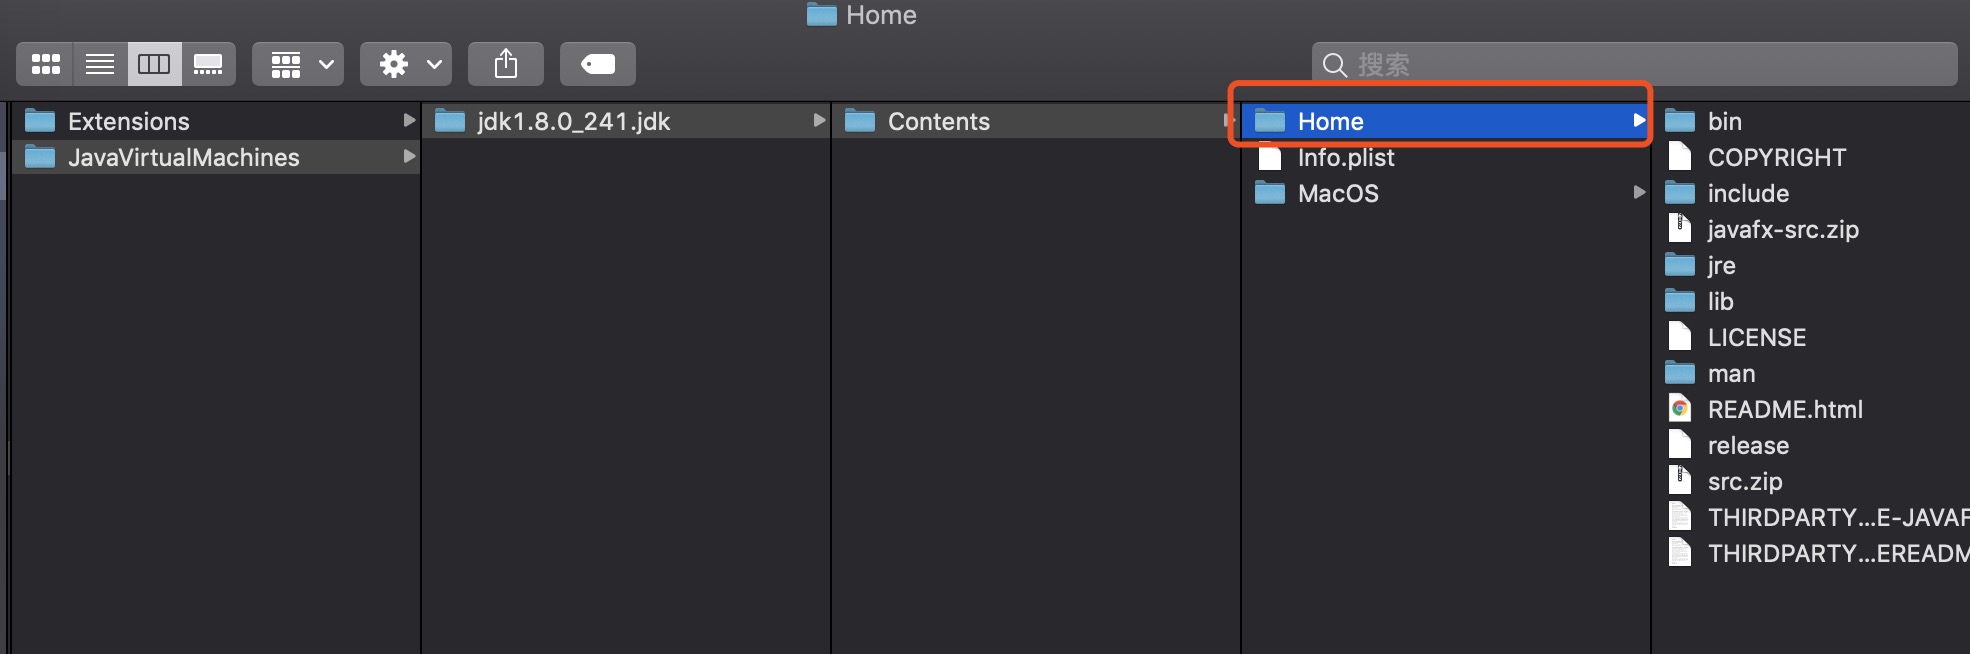 Home
搜索
Extensions
JavaVirtualMachines
jdk1.8.0_241.jdk
Contents
Home
Info.plist
MacOS
bin
COPYRIGHT
include
javafx-src.zip
jre
lib
LICENSE
man
README.html
release
src.zip
THIRDPARTY...E-JAVAF
THIRDPARTY...EREADM